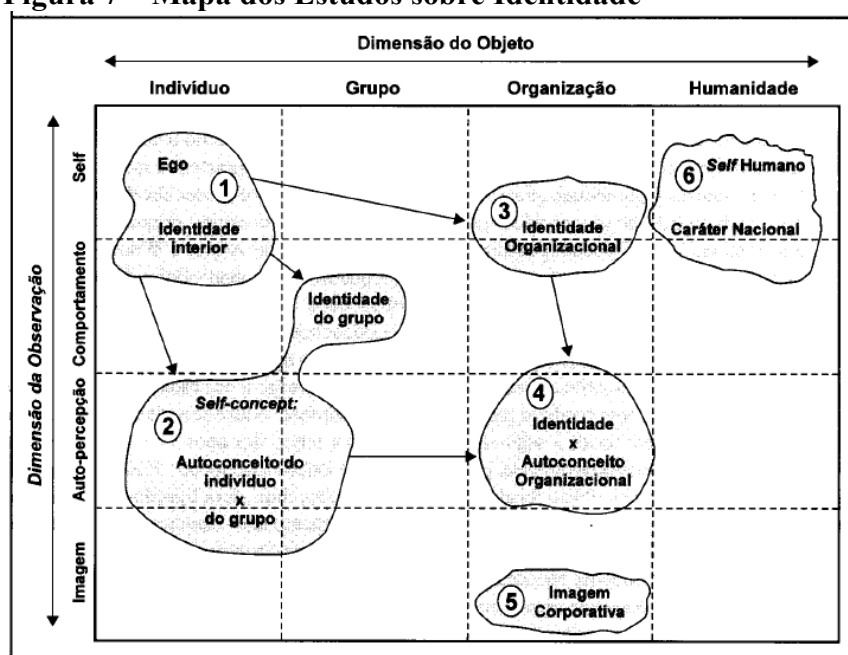 Figura 7 – Mapa dos Estudos sobre Identidade
Dimensão do Objeto
Indivíduo
Grupo
Organização
Humanidade
Dimensão da Observação
Self
Comportamento
Auto-percepção
Imagem
Ego
1
Identidade
interior
Identidade
do grupo
2
Self-concept:
Autoconceito do
indivíduo
x
do grupo
3
Identidade
Organizacional
4
Identidade
x
Autoconceito
Organizacional
5
Imagem
Corporativa
6
Self Humano
Caráter Nacional